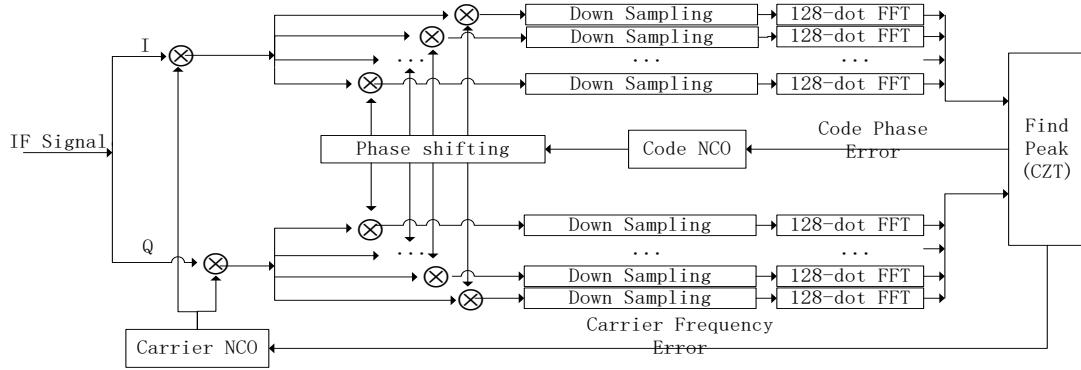 Down Sampling 128-dot FFT
I Down Sampling 128-dot FFT
... ... ...
Down Sampling 128-dot FFT
IF Signal
Phase shifting
Code NCO
Code Phase
Error
Find
Peak
(CZT)
Down Sampling 128-dot FFT
Q ... ... ...
Down Sampling 128-dot FFT
Down Sampling 128-dot FFT
Carrier NCO
Carrier Frequency
Error